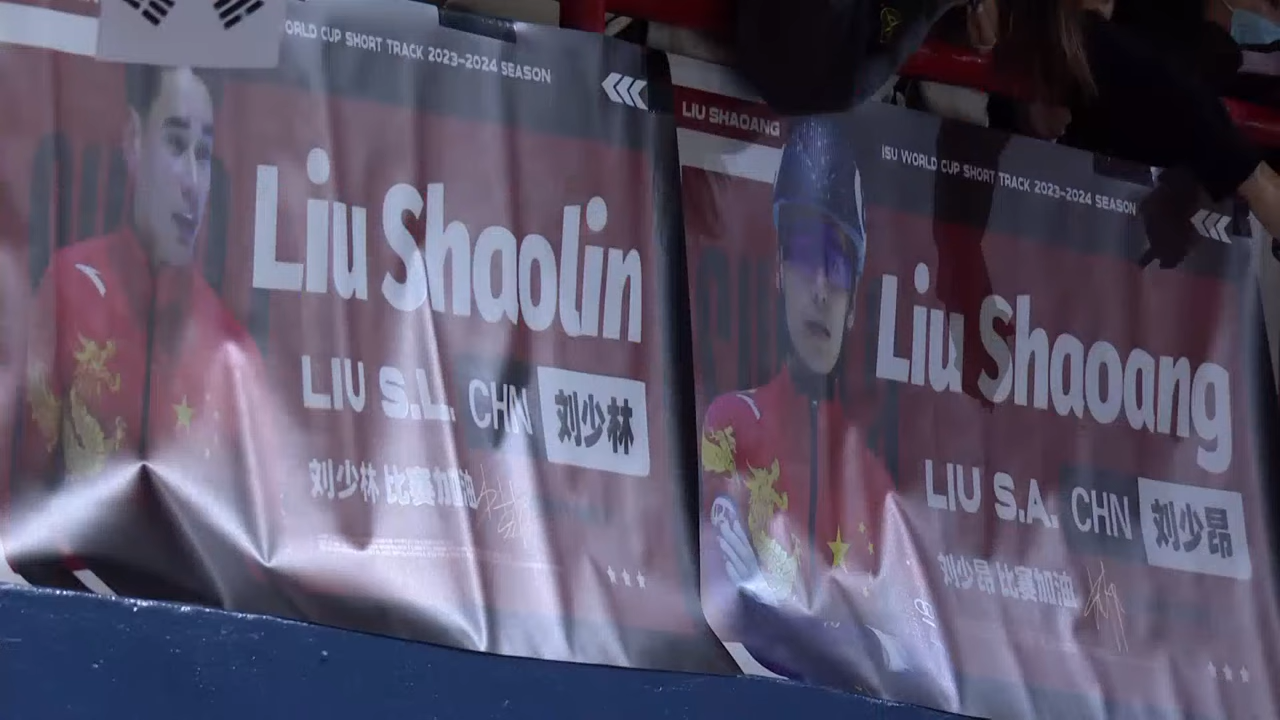 ORLD CUP SHORT TRACK 2023-2024 SEASON
Liu Shaolin
LIU S.L. CHN 刘少林
刘少林 比赛加油
LIU SHAOANG
ISU WORLD CUP SHORT TRACK 2023-2024 SEASON
Liu Shaoang
LIU S.A. CHN 刘少昂
刘少昂 比赛加油